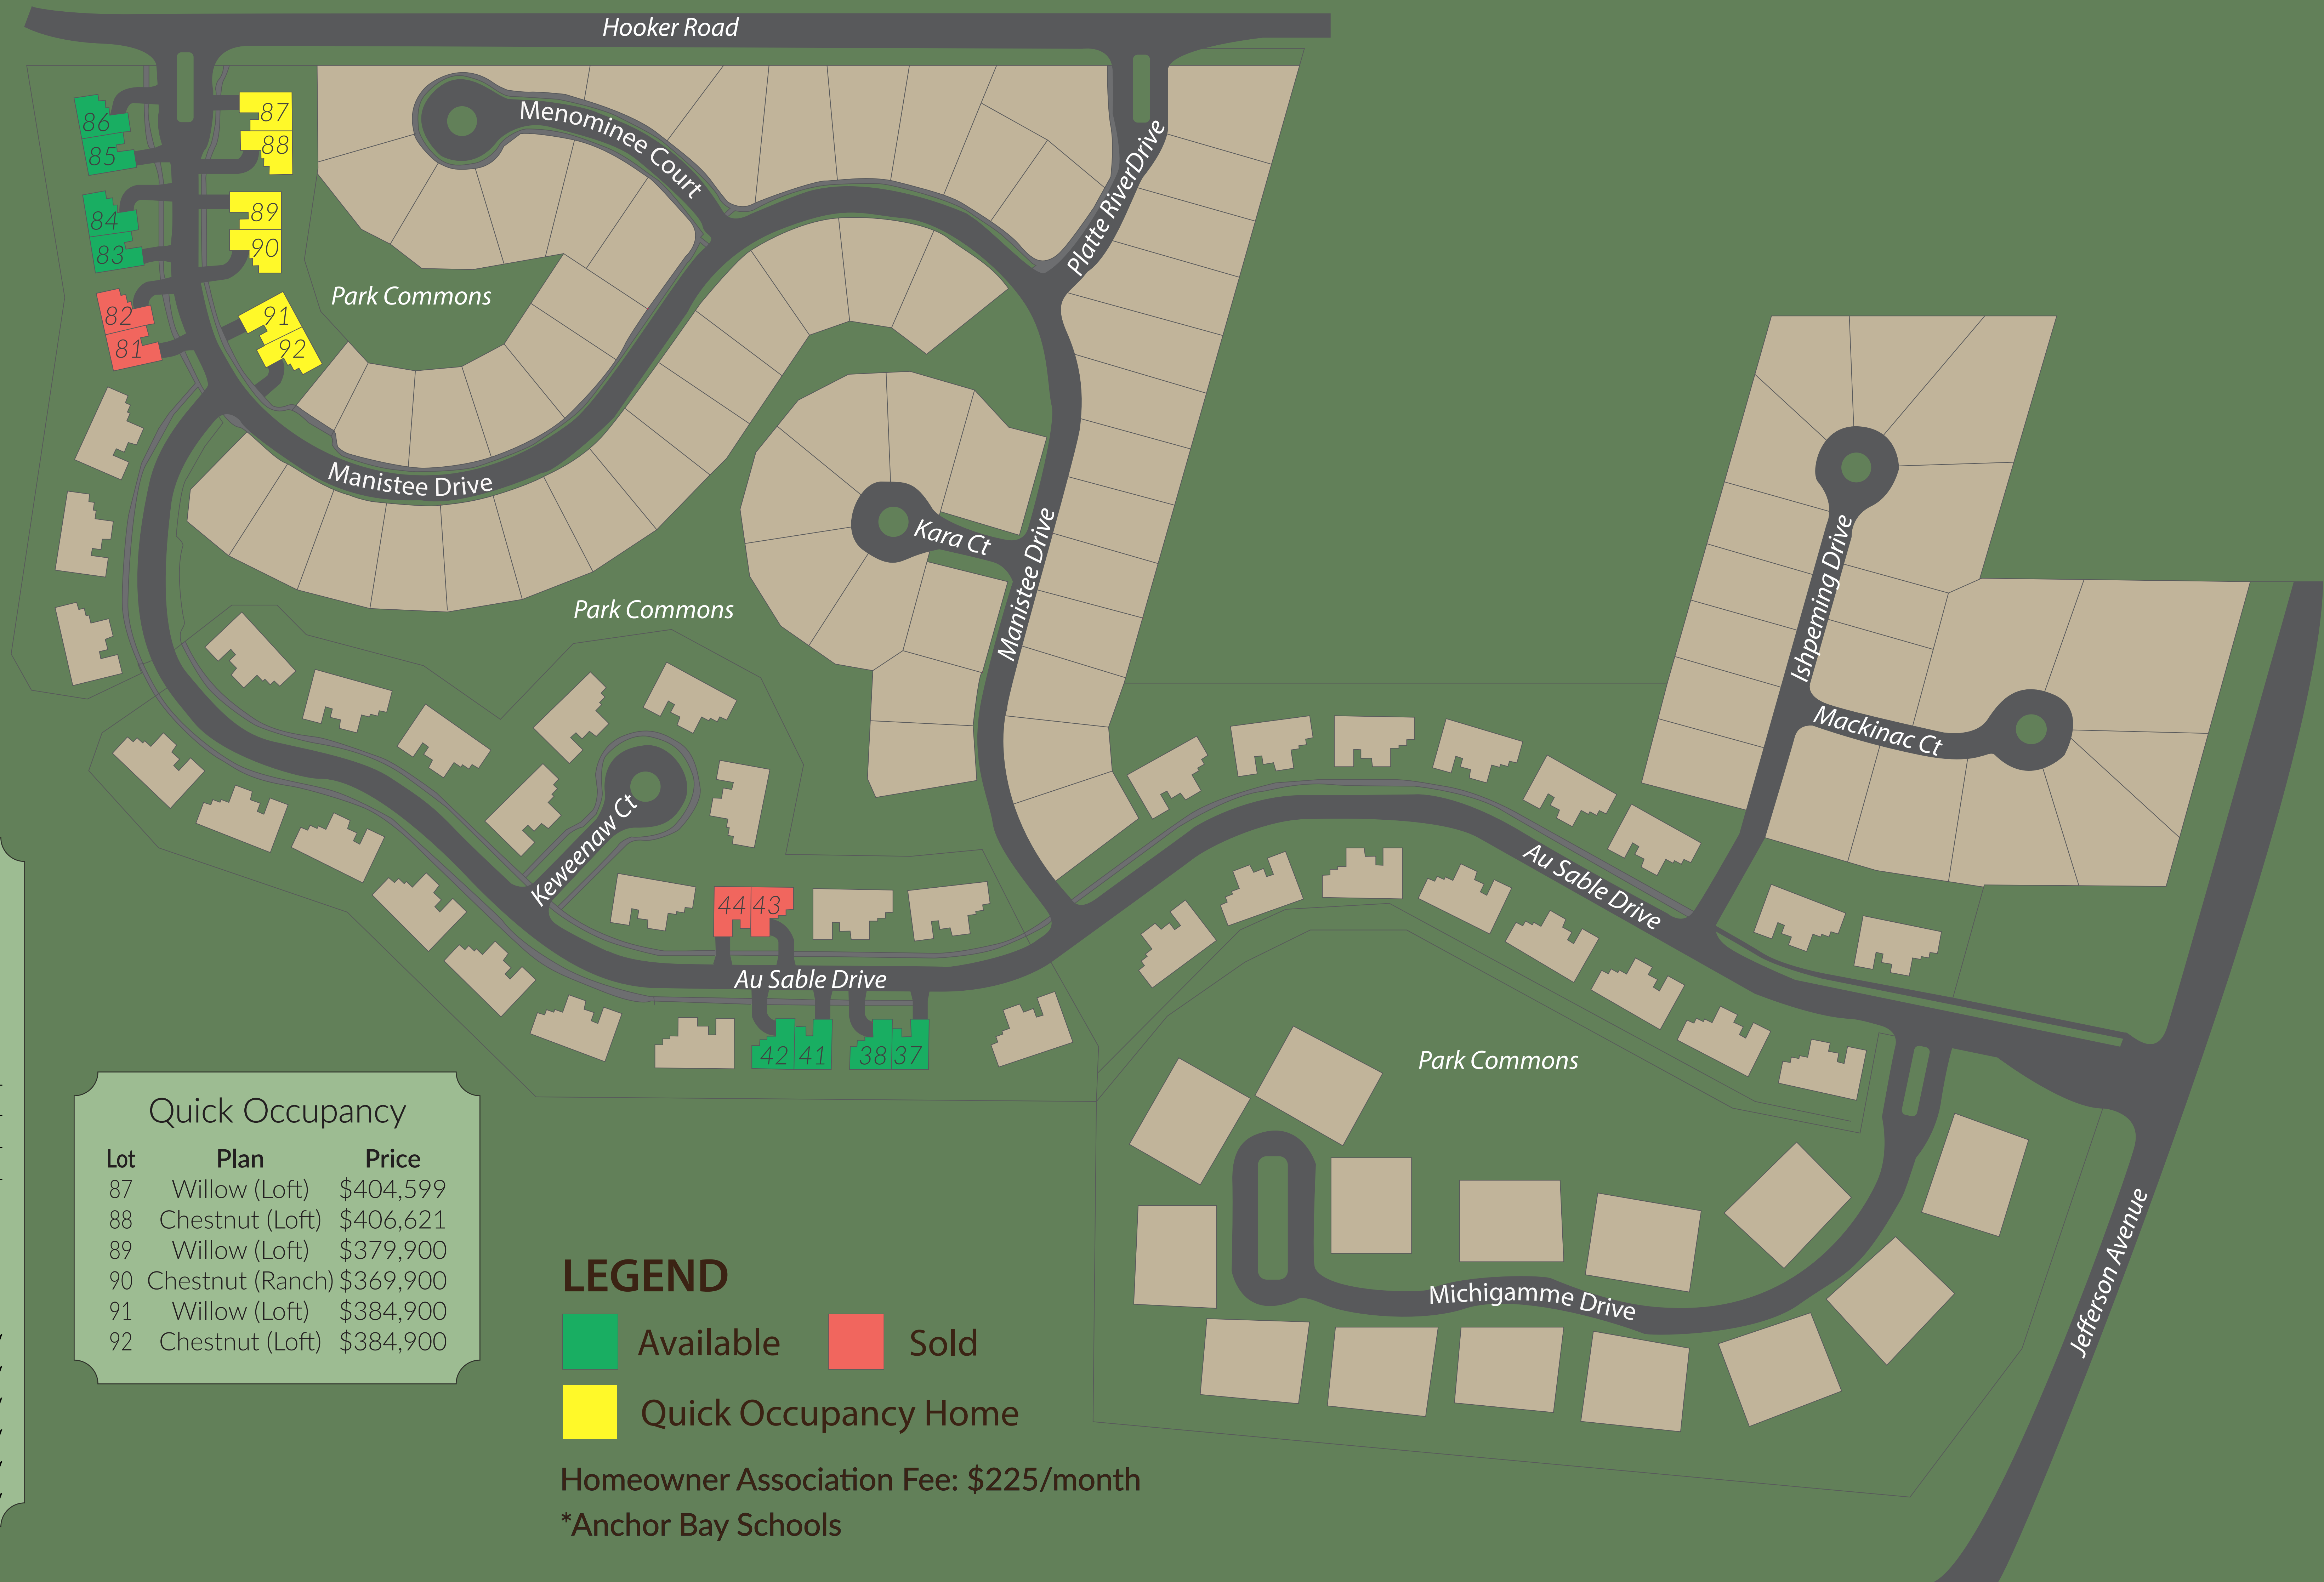 Hooker Road
Menominee Court
Platte RiverDrive
86
85
84
83
82
81
87
88
89
90
91
92
Park Commons
Manistee Drive
Kara Ct
Manistee Drive
Park Commons
Ishpeming Drive
Mackinac Ct
Keweenaw Ct
44 43
Au Sable Drive
Au Sable Drive
42 41 38 37
Park Commons
Michigamme Drive
Jefferson Avenue
Quick Occupancy
Lot Plan Price
87 Willow (Loft) $404,599
88 Chestnut (Loft) $406,621
89 Willow (Loft) $379,900
90 Chestnut (Ranch) $369,900
91 Willow (Loft) $384,900
92 Chestnut (Loft) $384,900
LEGEND
Available Sold
Quick Occupancy Home
Homeowner Association Fee: $225/month
*Anchor Bay Schools